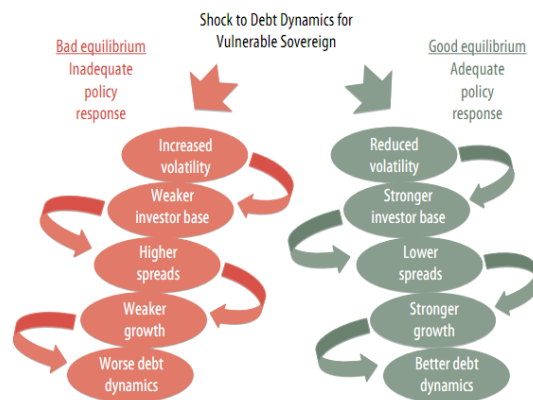 Shock to Debt Dynamics for
Vulnerable Sovereign
Bad equilibrium
Inadequate
policy
response
Good equilibrium
Adequate
policy
response
Increased
volatility
Weaker
investor base
Higher
spreads
Weaker
growth
Worse debt
dynamics
Reduced
volatility
Stronger
investor base
Lower
spreads
Stronger
growth
Better debt
dynamics